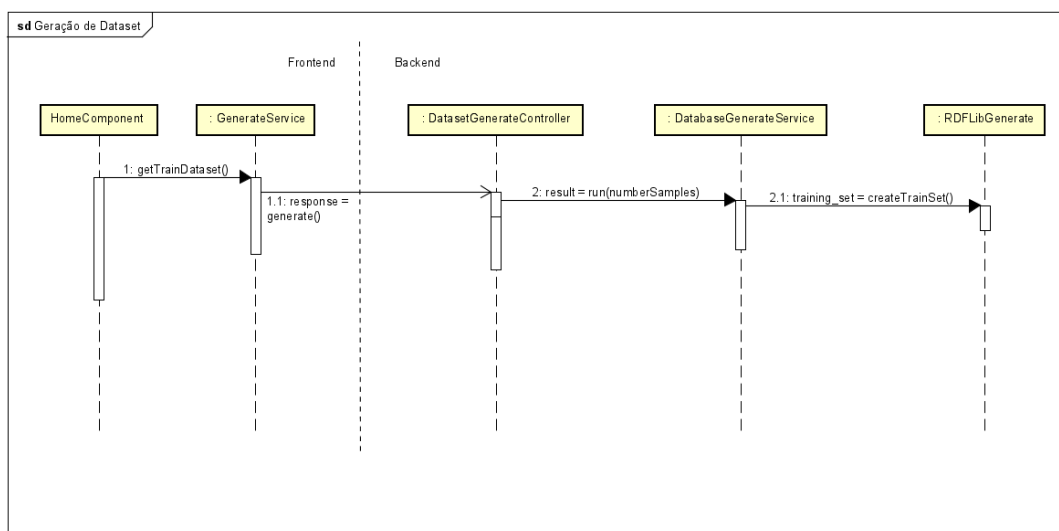 sd Geração de Dataset
Frontend
Backend
HomeComponent
: GenerateService
: DatasetGenerateController
: DatabaseGenerateService
: RDFLibGenerate
1: getTrainDataset()
1.1: response =
generate()
2: result = run(numberSamples)
2.1: training_set = createTrainSet()